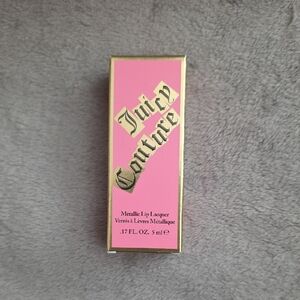 Juicy
Couture
Metallic Lip Lacquer
Vernis à Lèvres Métallique
.17 FL. OZ. 5 ml ℮